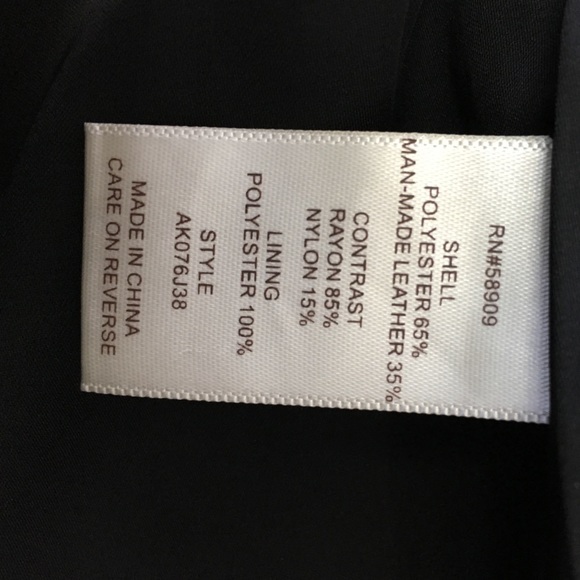 RN#58909
SHELL
POLYESTER 65%
MAN-MADE LEATHER 35%
CONTRAST
RAYON 85%
NYLON 15%
LINING
POLYESTER 100%
STYLE
AK076J38
MADE IN CHINA
CARE ON REVERSE